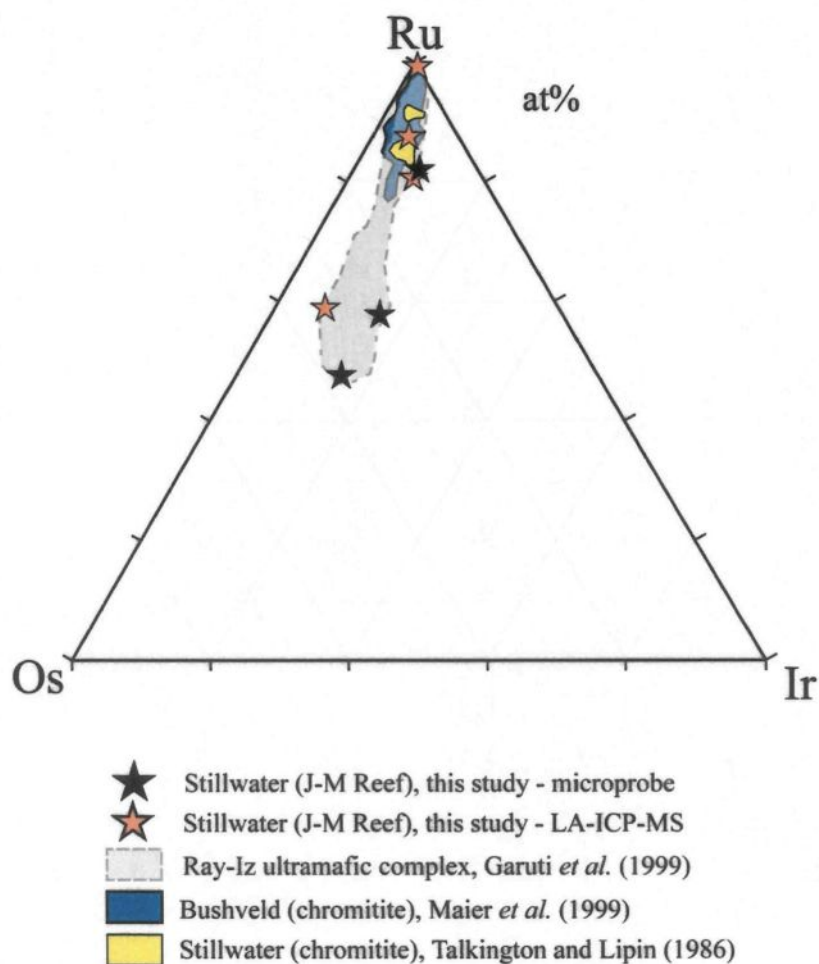 Ru
at%
Os
Ir
Stillwater (J-M Reef), this study - microprobe
Stillwater (J-M Reef), this study - LA-ICP-MS
Ray-Iz ultramafic complex, Garuti et al. (1999)
Bushveld (chromitite), Maier et al. (1999)
Stillwater (chromitite), Talkington and Lipin (1986)